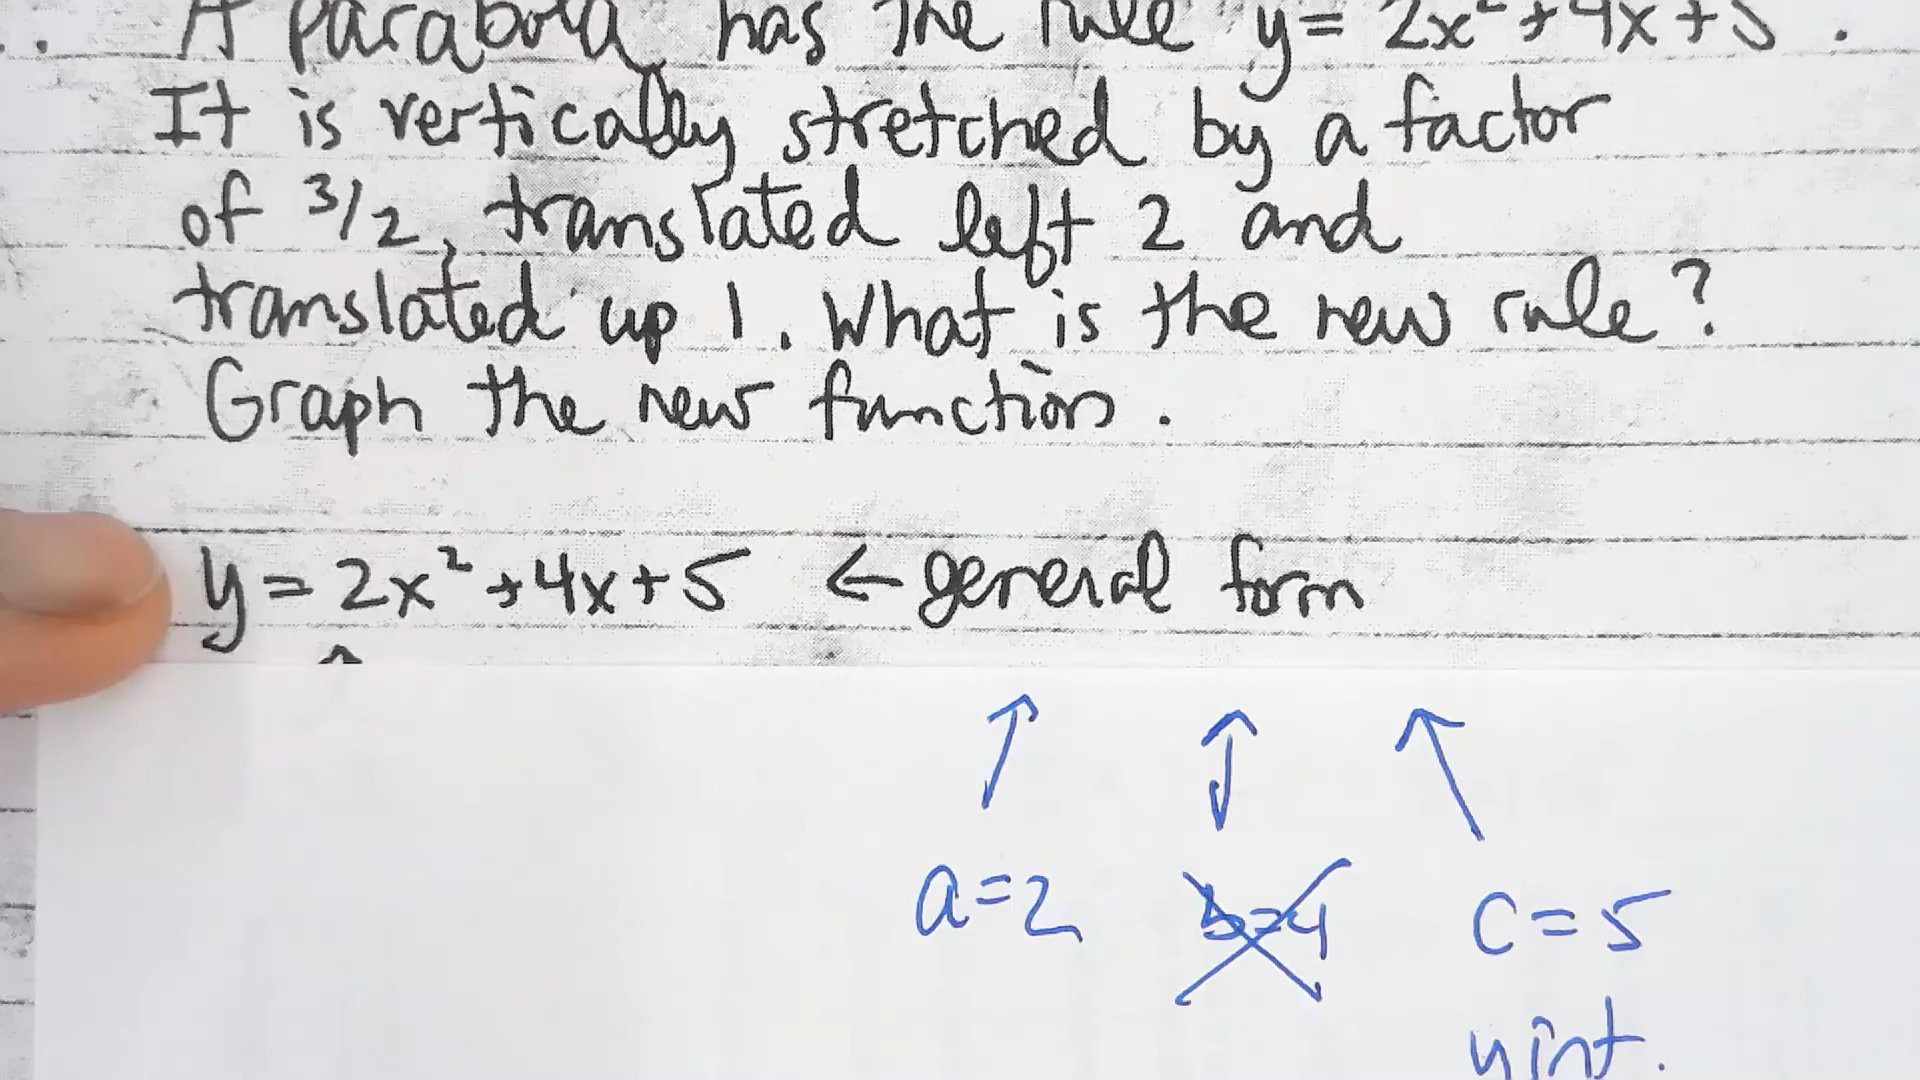 A parabola has the rule y = 2x² + 4x + 5.
It is vertically stretched by a factor
of 3/2, translated left 2 and
translated up 1. What is the new rule?
Graph the new function.
y = 2x² + 4x + 5 ← general form
a=2 b=4 c=5
y int.